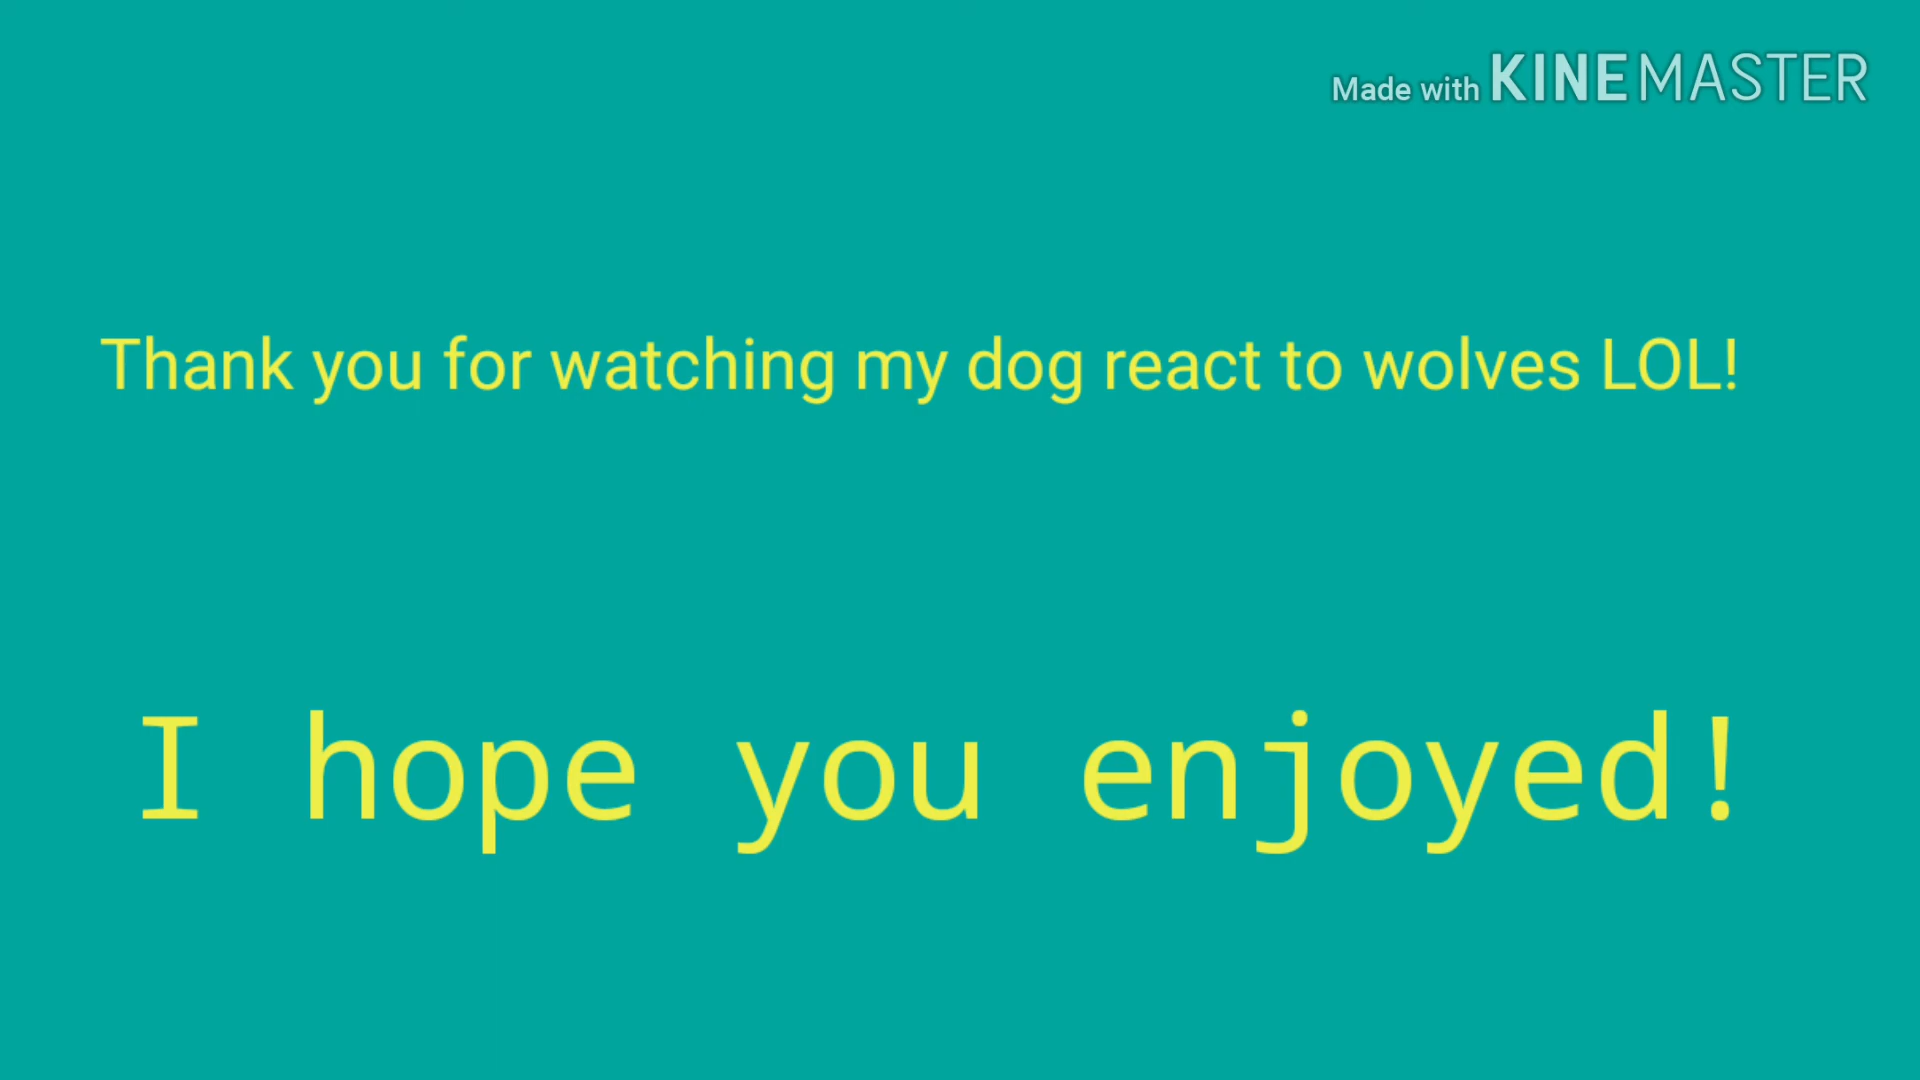 Made with KINEMASTER
Thank you for watching my dog react to wolves LOL!
I hope you enjoyed!